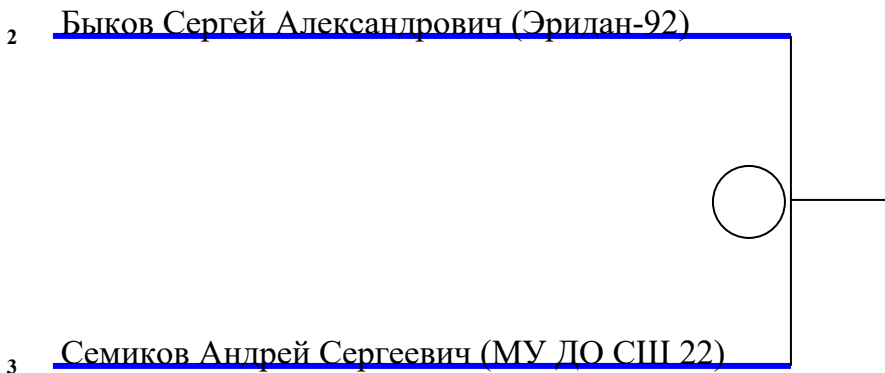 2 Быков Сергей Александрович (Эридан-92)
3 Семиков Андрей Сергеевич (МУ ДО СШ 22)